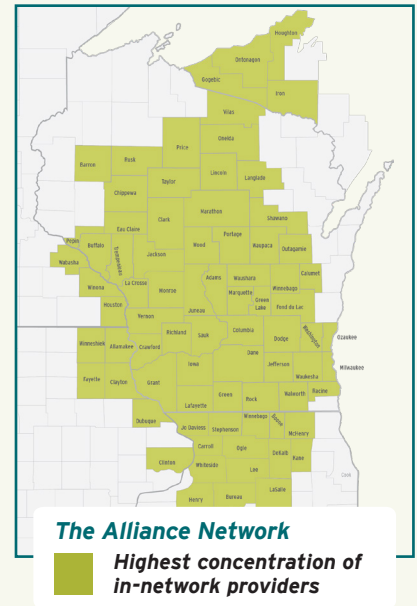 Houghton
Ontonagon
Gogebic
Iron
Vilas
Oneida
Price
Barron
Rusk
Lincoln
Langlade
Taylor
Chippewa
Marathon
Clark
Shawano
Eau Claire
Pepin
Buffalo
Trempealeau
Portage
Wood
Waupaca
Outagamie
Wabasha
Jackson
Adams
Waushara
Calumet
Winona
La Crosse
Monroe
Marquette
Winnebago
Green
Lake
Fond du Lac
Houston
Juneau
Vernon
Richland
Sauk
Columbia
Dodge
Washington
Ozaukee
Winneshiek
Allamakee
Crawford
Iowa
Dane
Jefferson
Waukesha
Milwaukee
Fayette
Clayton
Grant
Green
Rock
Walworth
Racine
Lafayette
Dubuque
Jo Daviess
Stephenson
Winnebago
Boone
McHenry
Carroll
Ogle
DeKalb
Kane
Clinton
Whiteside
Lee
Cook
LaSalle
Henry
Bureau
The Alliance Network
Highest concentration of
in-network providers